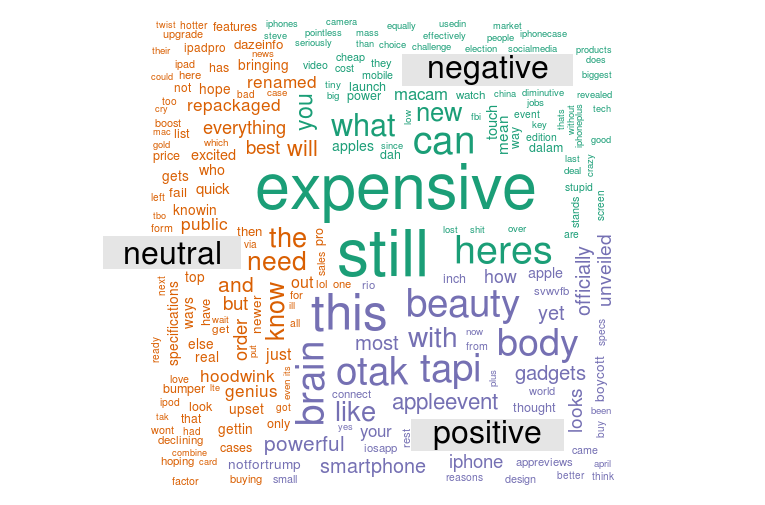 twist hotter features iphones camera equally usedin market
upgrade steve pointless mass effectively people iphonecase
their ipadpro dazeinfo seriously than choice challenge election socialmedia products
news does
ipad has bringing video cheap they negative biggest
could here cost mobile
not hope renamed tiny launch
bad case big power macam watch china diminutive revealed
too repackaged you jobs
cry what low new fbi touch event thats without iphoneplus tech
boost everything can mean way key
mac list edition
gold which best will apples since dalam good
price excited dah last
gets who expensive deal crazy
left fail quick stupid
knowin stands screen
tbo public
form then the still lost shit over are
neutral via need sales pro heres officially unveiled
next top and out lol one rio inch how apple
specifications ways have but newer know for this beauty svwvfb
wait get ill all yet
ready else order put just brain most with now body specs
real from
love hoodwink even its otak tapi plus gadgets boycott
bumper lte genius connect world
ipod look upset got like appleevent thought looks been
tak that only yes your rest positive buy
wont had gettin
declining cases powerful iosapp came
combine
hoping card notfortrump smartphone iphone appreviews april
factor buying small reasons design better think